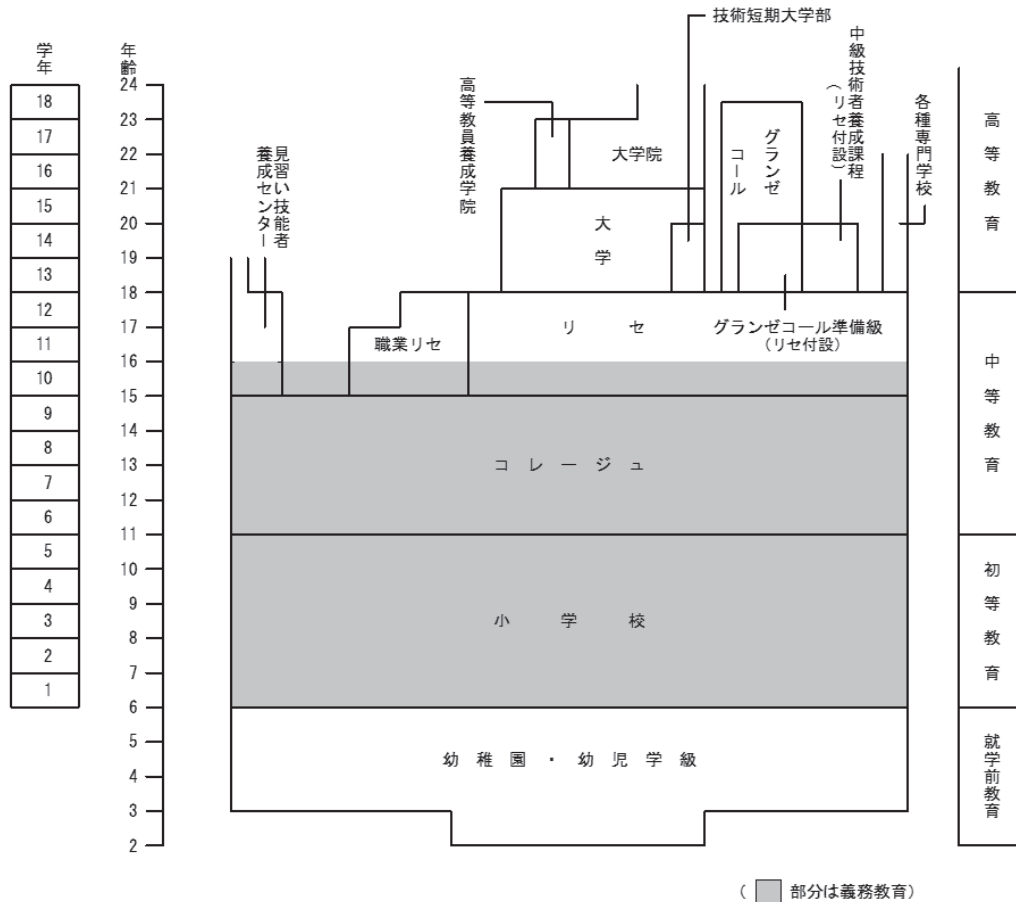 学年
18
17
16
15
14
13
12
11
10
9
8
7
6
5
4
3
2
1
年齢
24
23
22
21
20
19
18
17
16
15
14
13
12
11
10
9
8
7
6
5
4
3
2
見習い技能者
養成センター
高等教員養成学院
技術短期大学部
中級技術者養成課程
(リセ付設)
各種専門学校
大学院
大学
グランゼ
コール
職業リセ
リセ
グランゼコール準備級
(リセ付設)
コレージュ
小学校
幼稚園・幼児学級
高等教育
中等教育
初等教育
就学前教育
( 部分は義務教育)